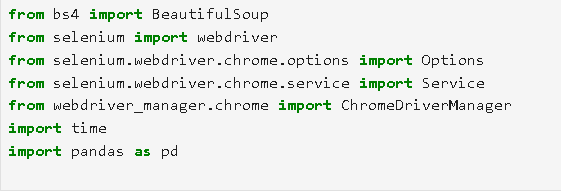 from bs4 import BeautifulSoup
from selenium import webdriver
from selenium.webdriver.chrome.options import Options
from selenium.webdriver.chrome.service import Service
from webdriver_manager.chrome import ChromeDriverManager
import time
import pandas as pd